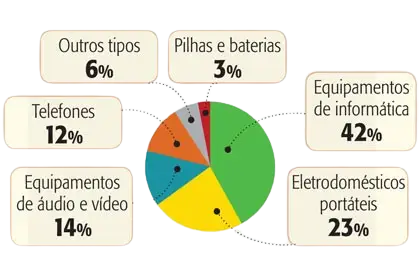 Outros tipos
6%
Pilhas e baterias
3%
Telefones
12%
Equipamentos
de informática
42%
Equipamentos
de áudio e vídeo
14%
Eletrodomésticos
portáteis
23%